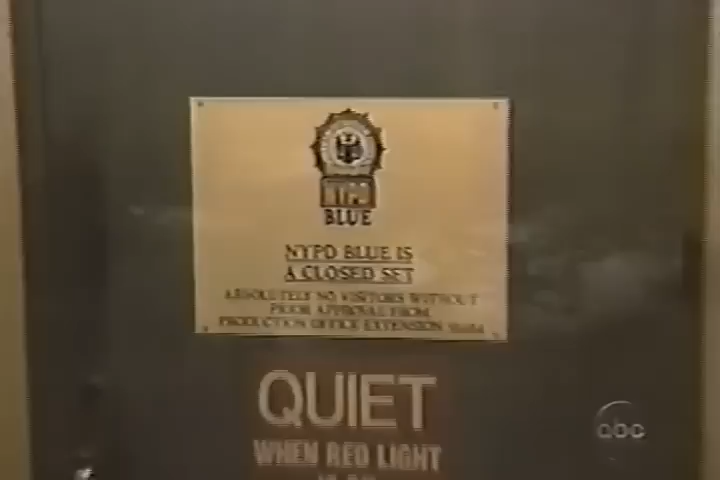 NYPD
BLUE
NYPD BLUE IS
A CLOSED SET
ABSOLUTELY NO VISITORS WITHOUT
PRIOR APPROVAL FROM
PRODUCTION OFFICE EXTENSION
QUIET
WHEN RED LIGHT
abc